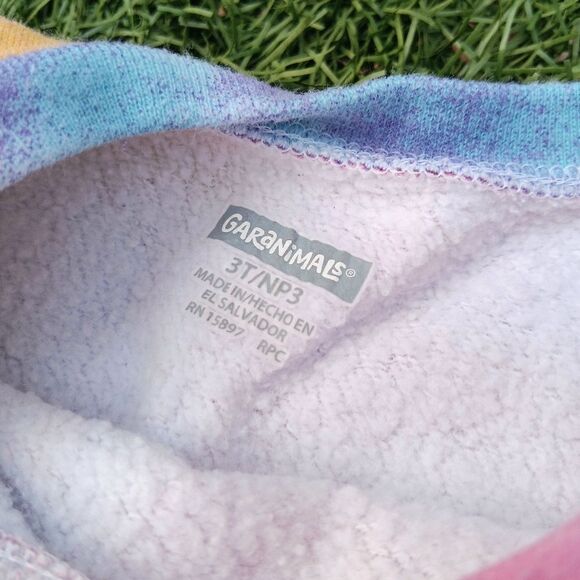 GARANIMALS®
3T/NP3
MADE IN/HECHO EN
EL SALVADOR
RN 15897 RPC